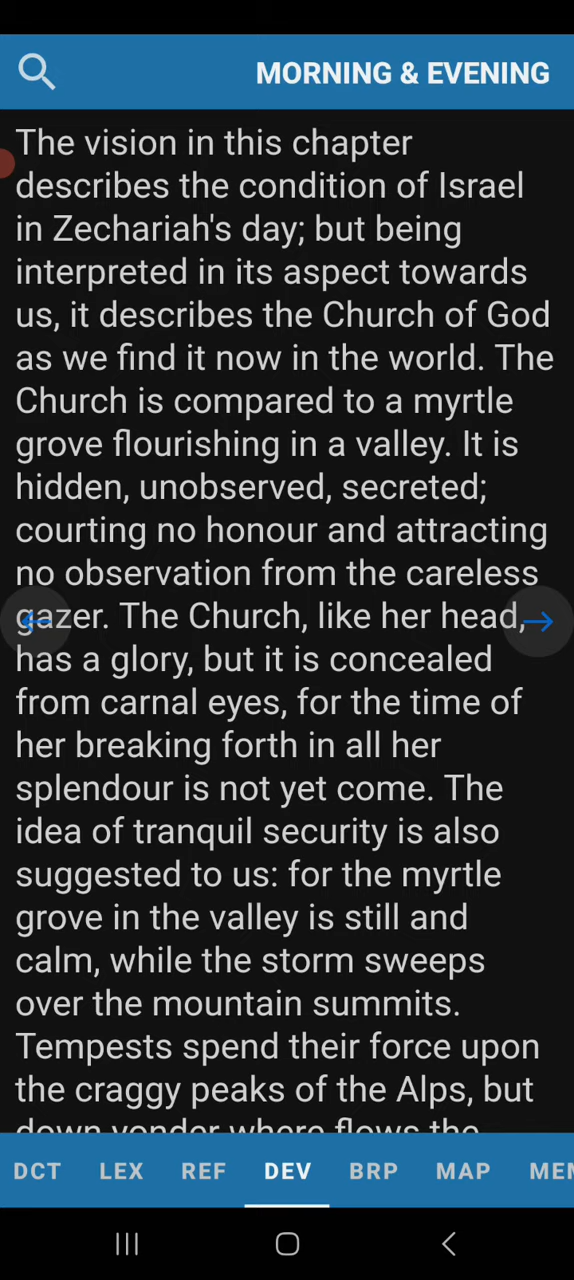 MORNING & EVENING
The vision in this chapter
describes the condition of Israel
in Zechariah's day; but being
interpreted in its aspect towards
us, it describes the Church of God
as we find it now in the world. The
Church is compared to a myrtle
grove flourishing in a valley. It is
hidden, unobserved, secreted;
courting no honour and attracting
no observation from the careless
gazer. The Church, like her head,
has a glory, but it is concealed
from carnal eyes, for the time of
her breaking forth in all her
splendour is not yet come. The
idea of tranquil security is also
suggested to us: for the myrtle
grove in the valley is still and
calm, while the storm sweeps
over the mountain summits.
Tempests spend their force upon
the craggy peaks of the Alps, but
down yonder where flows the
DCT LEX REF DEV BRP MAP MEM